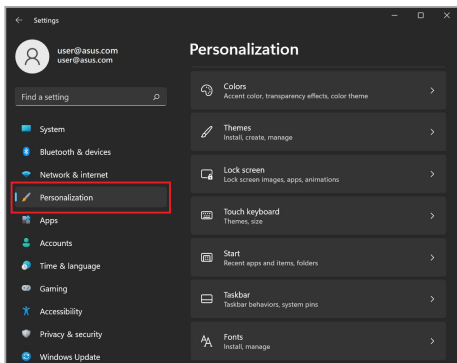 Settings
user@asus.com
user@asus.com
Find a setting
System
Bluetooth & devices
Network & internet
Personalization
Apps
Accounts
Time & language
Gaming
Accessibility
Privacy & security
Windows Update
Personalization
Colors
Accent color, transparency effects, color theme
Themes
Install, create, manage
Lock screen
Lock screen images, apps, animations
Touch keyboard
Themes, size
Start
Recent apps and items, folders
Taskbar
Taskbar behaviors, system pins
Fonts
Install, manage